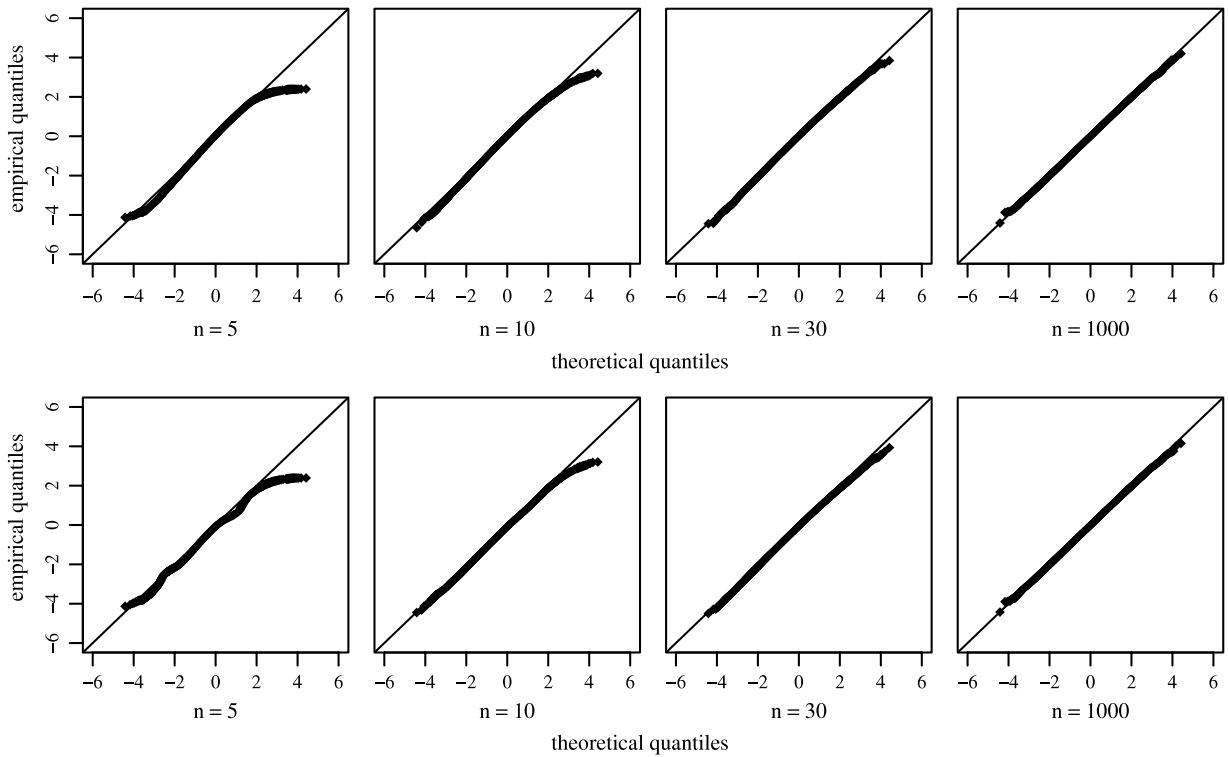 empirical quantiles
6
4
2
0
−2
−4
−6
−6 −4 −2 0 2 4 6
−6 −4 −2 0 2 4 6
−6 −4 −2 0 2 4 6
−6 −4 −2 0 2 4 6
n = 5
n = 10
n = 30
n = 1000
theoretical quantiles
empirical quantiles
6
4
2
0
−2
−4
−6
−6 −4 −2 0 2 4 6
−6 −4 −2 0 2 4 6
−6 −4 −2 0 2 4 6
−6 −4 −2 0 2 4 6
n = 5
n = 10
n = 30
n = 1000
theoretical quantiles